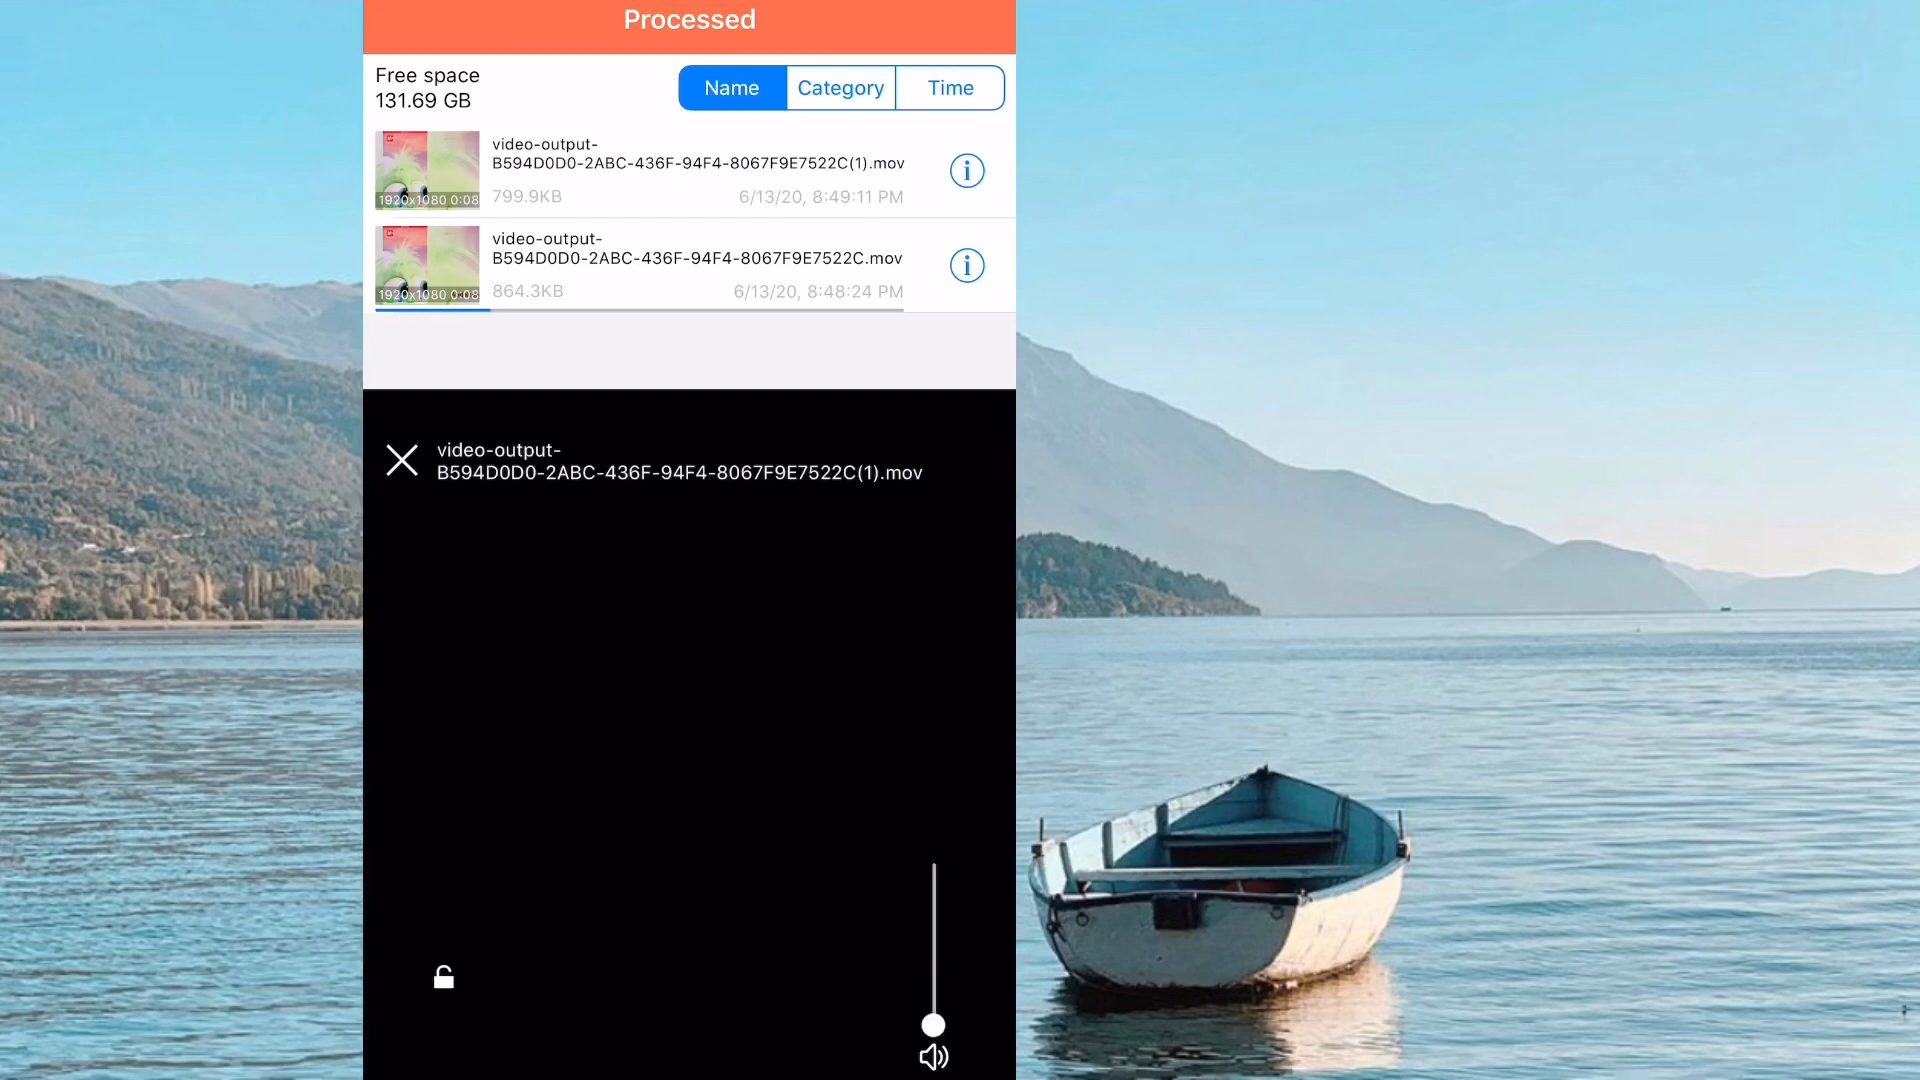 Processed
Free space
131.69 GB
Name
Category
Time
video-output-
B594D0D0-2ABC-436F-94F4-8067F9E7522C(1).mov
1920x1080 0:08
799.9KB
6/13/20, 8:49:11 PM
video-output-
B594D0D0-2ABC-436F-94F4-8067F9E7522C.mov
1920x1080 0:08
864.3KB
6/13/20, 8:48:24 PM
video-output-
B594D0D0-2ABC-436F-94F4-8067F9E7522C(1).mov